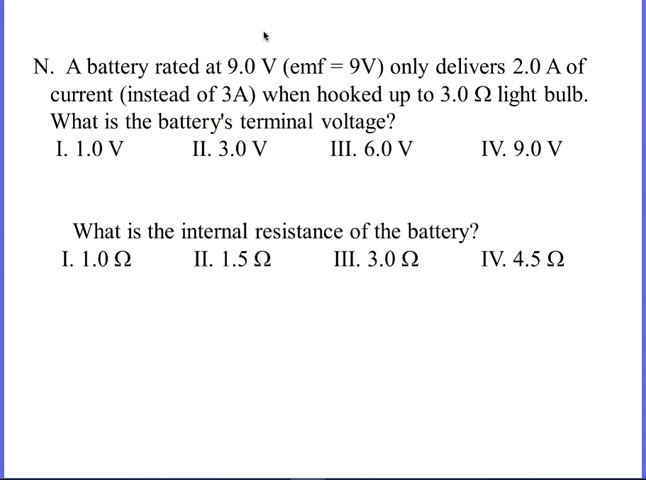 N. A battery rated at 9.0 V (emf = 9V) only delivers 2.0 A of
current (instead of 3A) when hooked up to 3.0 Ω light bulb.
What is the battery's terminal voltage?
I. 1.0 V II. 3.0 V III. 6.0 V IV. 9.0 V
What is the internal resistance of the battery?
I. 1.0 Ω II. 1.5 Ω III. 3.0 Ω IV. 4.5 Ω